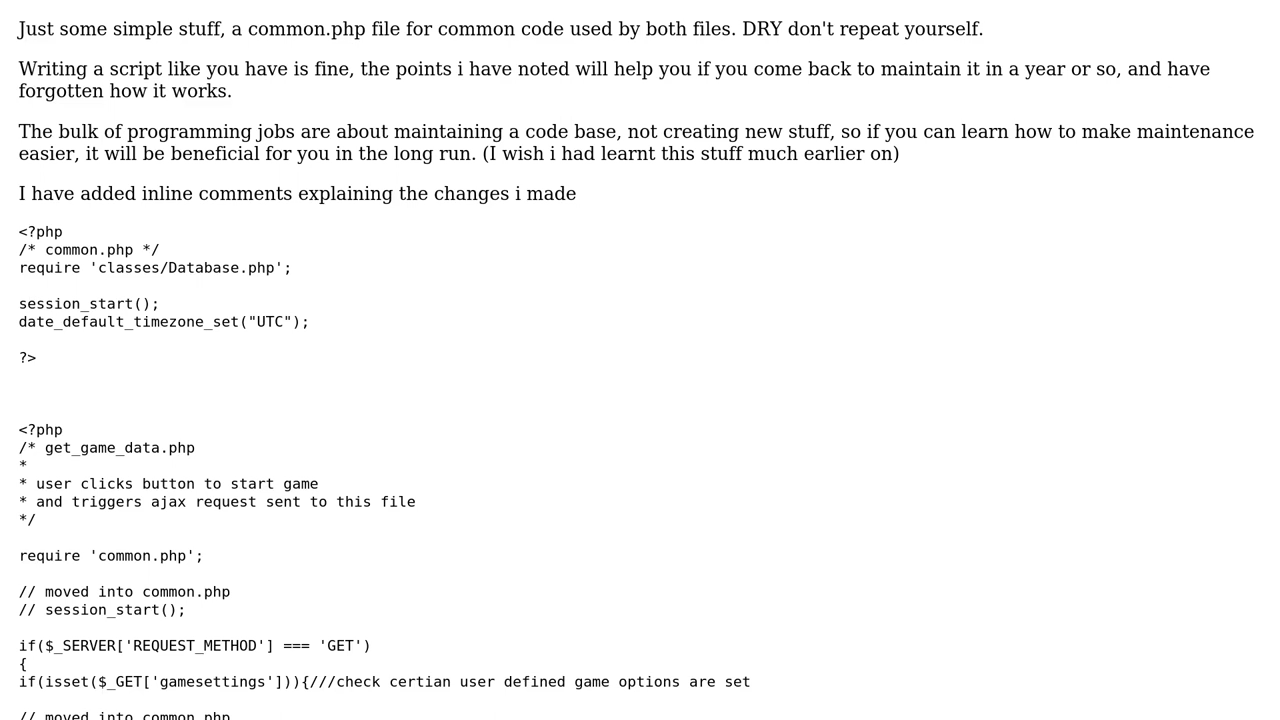 Just some simple stuff, a common.php file for common code used by both files. DRY don't repeat yourself.
Writing a script like you have is fine, the points i have noted will help you if you come back to maintain it in a year or so, and have
forgotten how it works.
The bulk of programming jobs are about maintaining a code base, not creating new stuff, so if you can learn how to make maintenance
easier, it will be beneficial for you in the long run. (I wish i had learnt this stuff much earlier on)
I have added inline comments explaining the changes i made
<?php
/* common.php */
require 'classes/Database.php';
session_start();
date_default_timezone_set("UTC");
?>
<?php
/* get_game_data.php
*
* user clicks button to start game
* and triggers ajax request sent to this file
*/
require 'common.php';
// moved into common.php
// session_start();
if($_SERVER['REQUEST_METHOD'] === 'GET')
{
if(isset($_GET['gamesettings'])){///check certian user defined game options are set
// moved into common.php